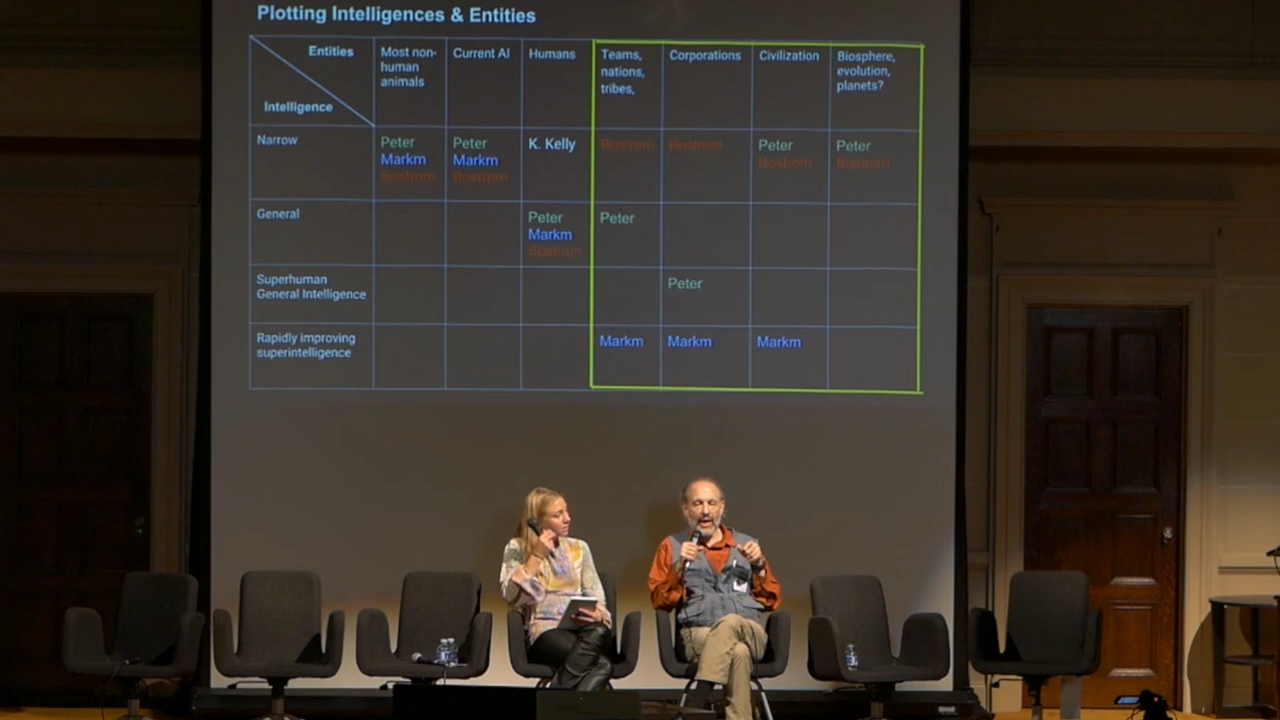 Plotting Intelligences & Entities
Entities
Intelligence
Most non-
human
animals
Current AI
Humans
Teams,
nations,
tribes,
Corporations
Civilization
Biosphere,
evolution,
planets?
Narrow
Peter
Markm
Bostrom
Peter
Markm
Bostrom
K. Kelly
Bostrom
Bostrom
Peter
Bostrom
Peter
Bostrom
General
Peter
Markm
Bostrom
Peter
Superhuman
General Intelligence
Peter
Rapidly improving
superintelligence
Markm
Markm
Markm